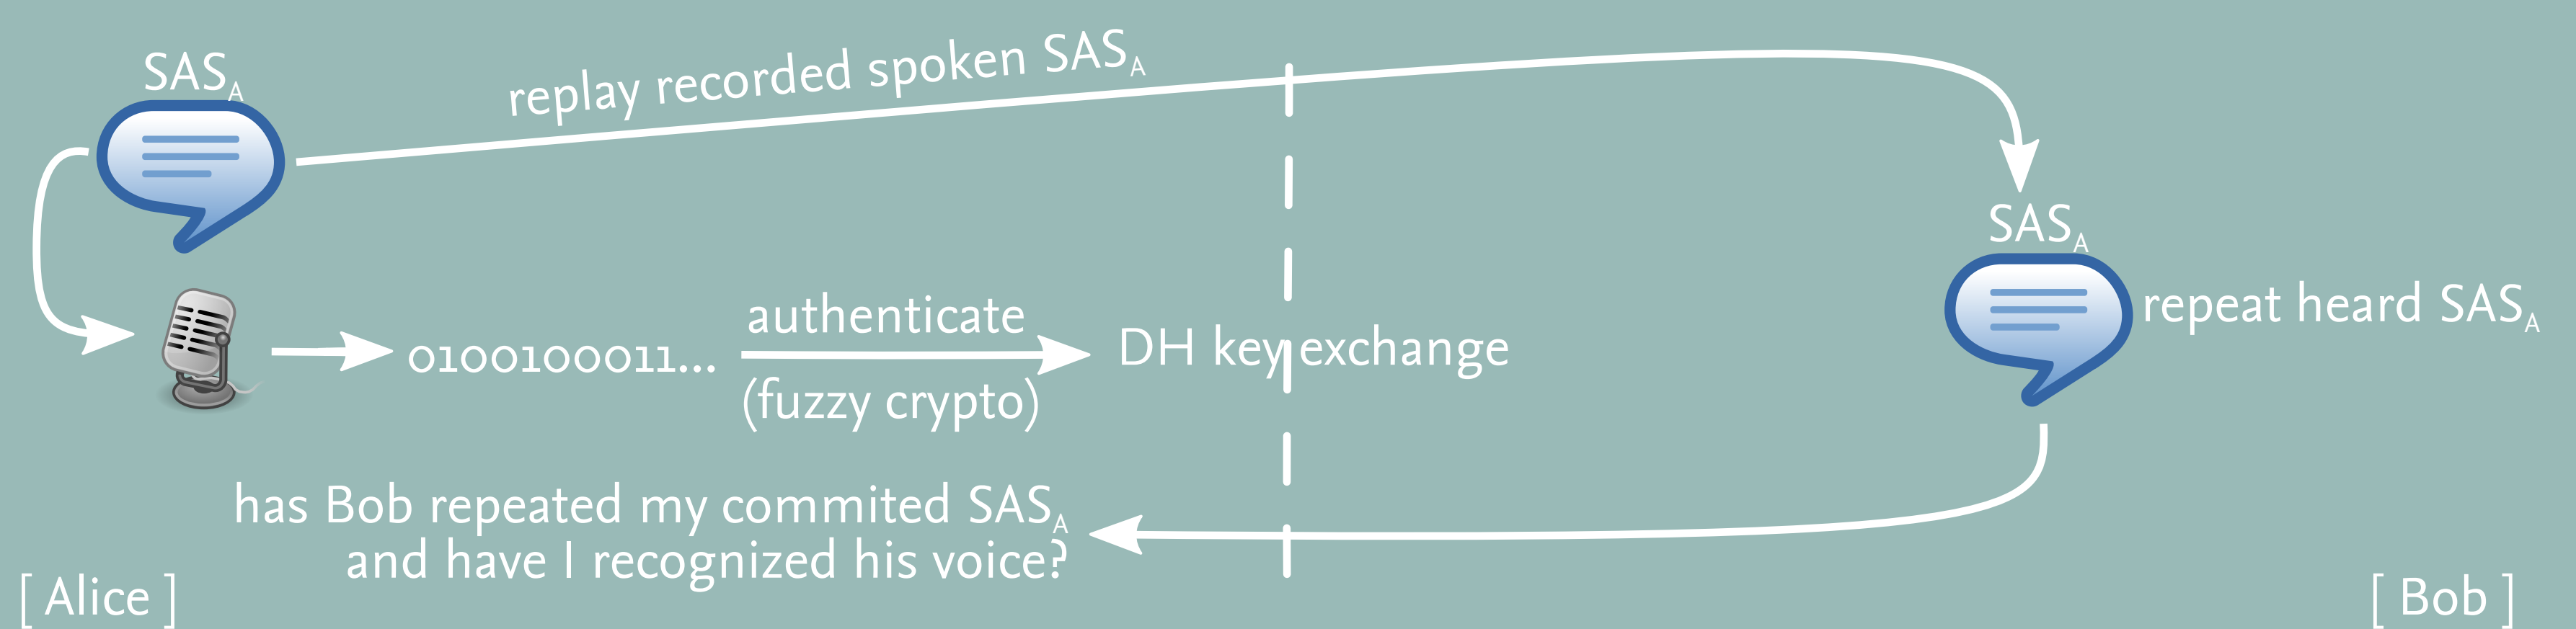 SASA
replay recorded spoken SASA
SASA
repeat heard SASA
0100100011...
authenticate
(fuzzy crypto)
DH key exchange
has Bob repeated my commited SASA
and have I recognized his voice?
[ Alice ]
[ Bob ]